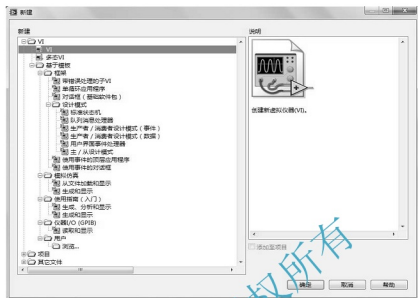 新建
新建
VI
VI
多态VI
基于模板
框架
带错误处理的子VI
单循环应用程序
对话框（基础软件包）
设计模式
标准状态机
队列消息处理器
生产者／消费者设计模式（事件）
生产者／消费者设计模式（数据）
用户界面事件处理器
主／从设计模式
使用事件的顶层应用程序
使用事件的对话框
模拟仿真
从文件加载和显示
生成和显示
使用指南（入门）
生成、分析和显示
生成和显示
仪器I/O (GPIB)
读取和显示
用户
浏览...
项目
其它文件
说明
创建新虚拟仪器(VI)。
添加至项目
确定
取消
帮助
权所有